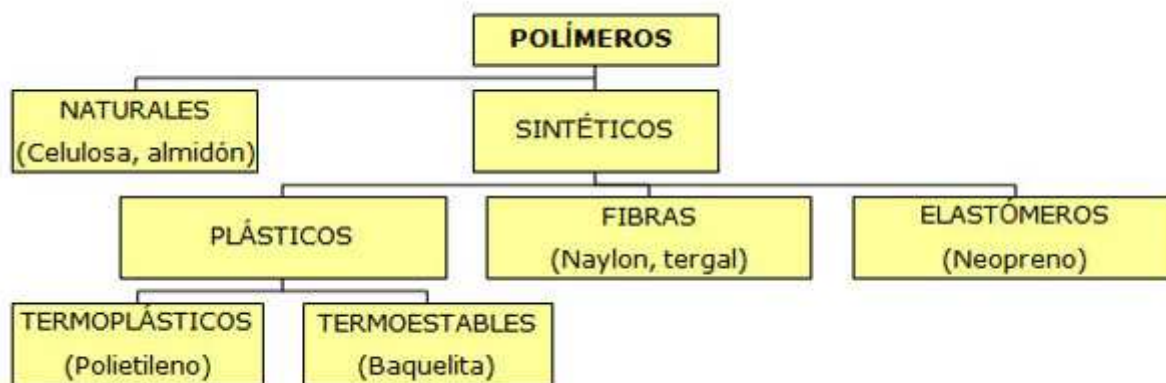 POLÍMEROS
NATURALES
(Celulosa, almidón)
SINTÉTICOS
PLÁSTICOS
FIBRAS
(Naylon, tergal)
ELASTÓMEROS
(Neopreno)
TERMOPLÁSTICOS
(Polietileno)
TERMOESTABLES
(Baquelita)